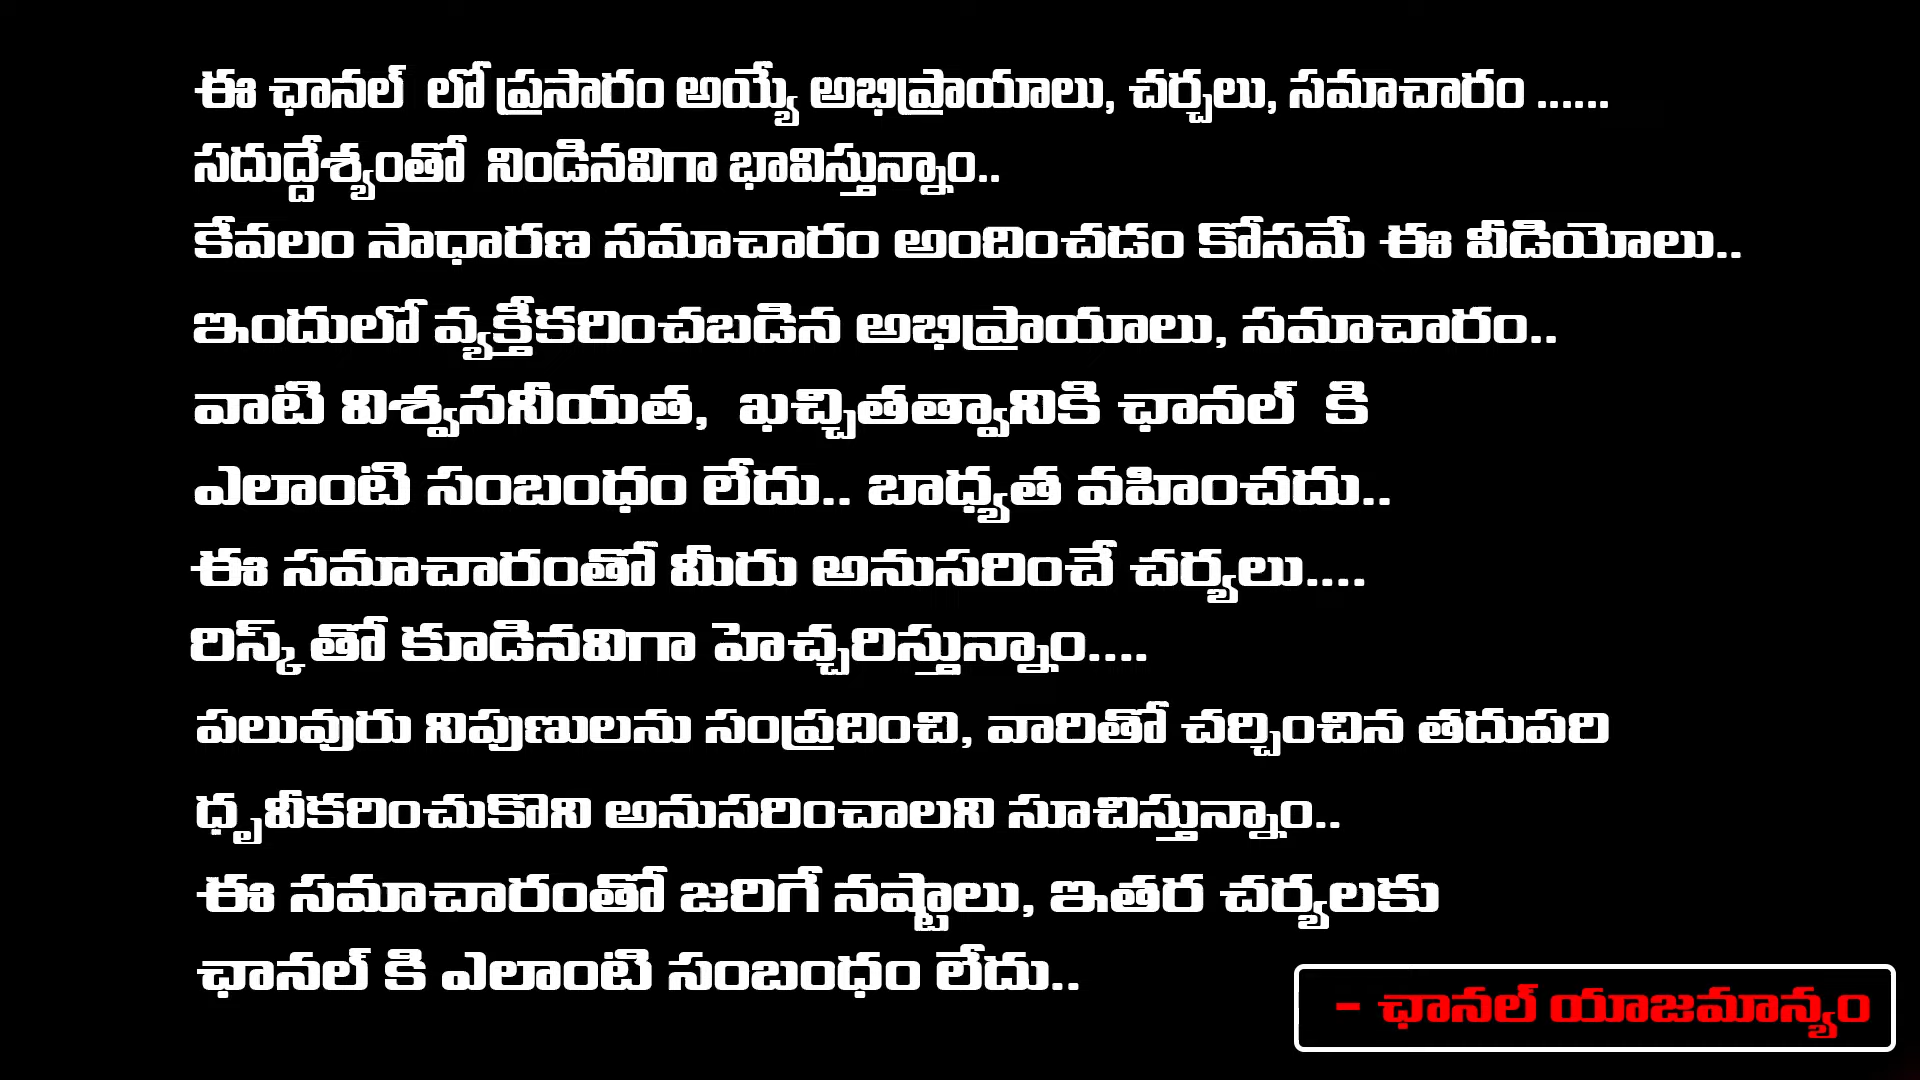 ఈ ఛానల్ లో ప్రసారం అయ్యే అభిప్రాయాలు, చర్చలు, సమాచారం ......
సదుద్దేశ్యంతో నిండినవిగా భావిస్తున్నాం..
కేవలం సాధారణ సమాచారం అందించడం కోసమే ఈ వీడియోలు..
ఇందులో వ్యక్తీకరించబడిన అభిప్రాయాలు, సమాచారం..
వాటి విశ్వసనీయత, ఖచ్చితత్వానికి ఛానల్ కి
ఎలాంటి సంబంధం లేదు.. బాధ్యత వహించదు..
ఈ సమాచారంతో మీరు అనుసరించే చర్యలు....
రిస్క్ తో కూడినవిగా హెచ్చరిస్తున్నాం....
పలువురు నిపుణులను సంప్రదించి, వారితో చర్చించిన తదుపరి
ధృవీకరించుకొని అనుసరించాలని సూచిస్తున్నాం..
ఈ సమాచారంతో జరిగే నష్టాలు, ఇతర చర్యలకు
ఛానల్ కి ఎలాంటి సంబంధం లేదు..
- ఛానల్ యాజమాన్యం